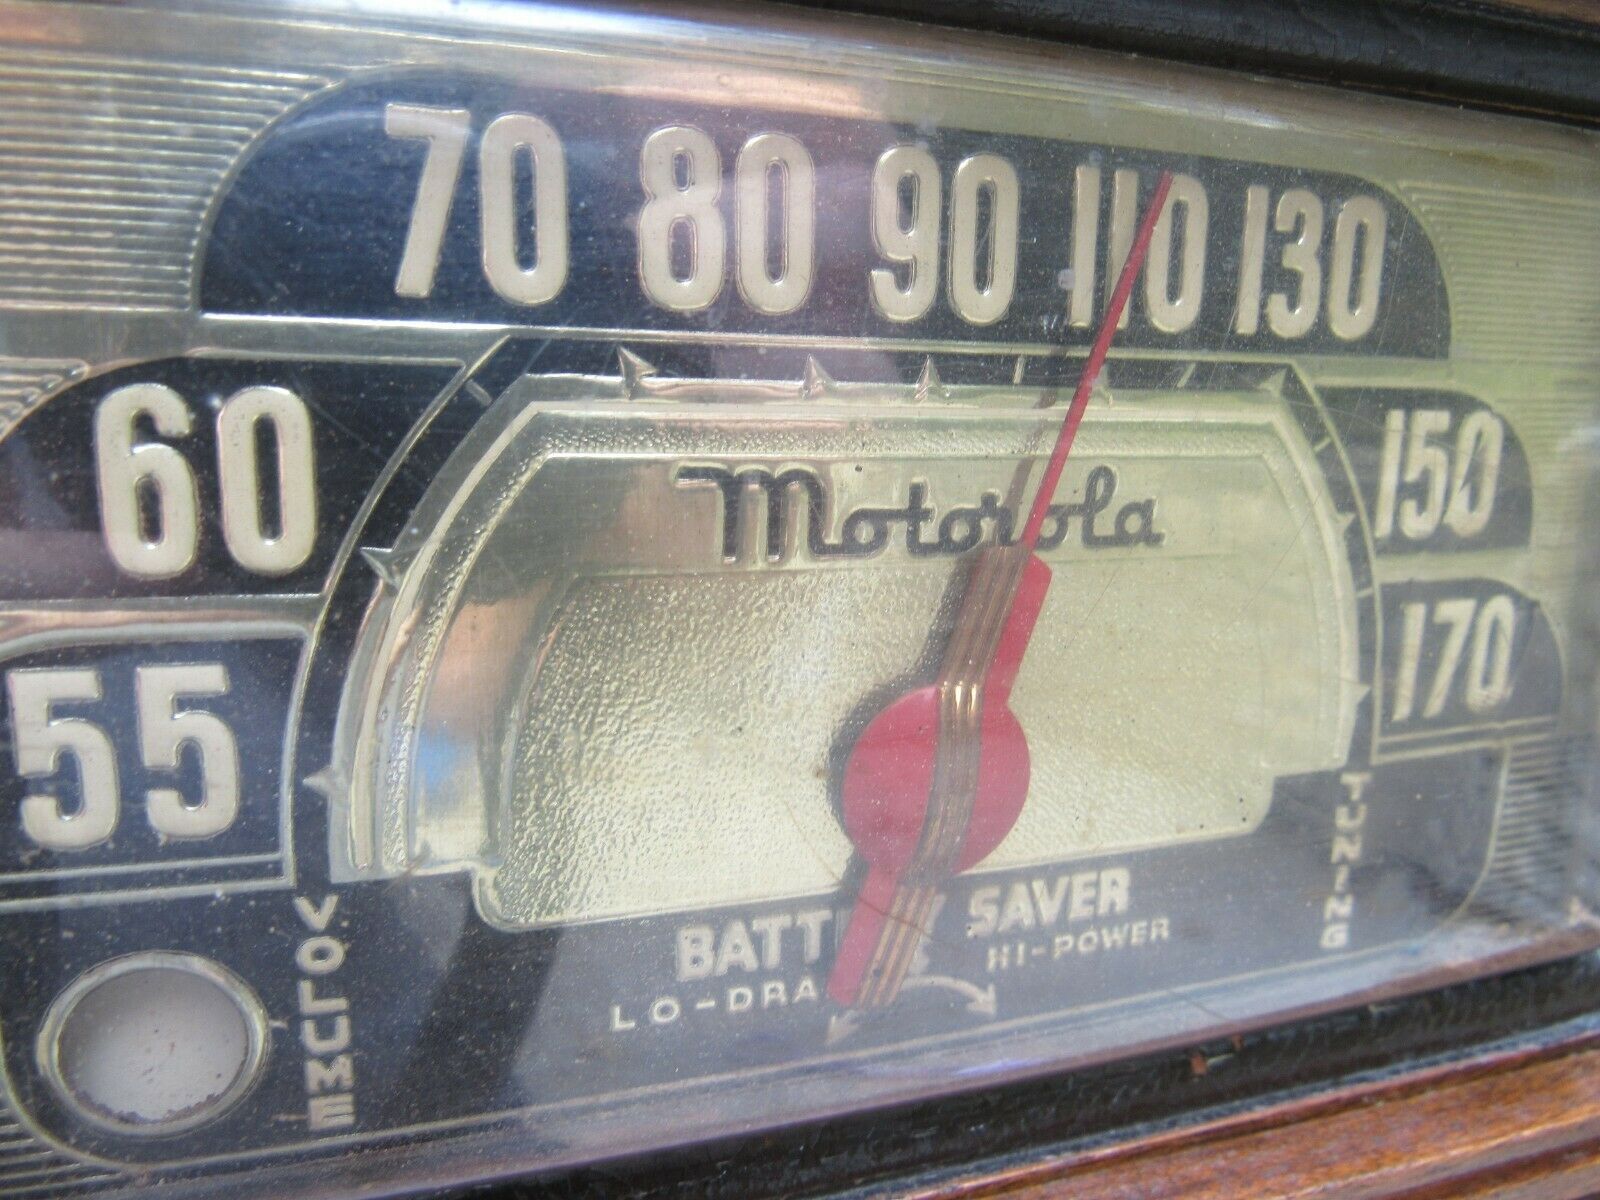 70 80 90 110 130
60 150
55 170
Motorola
VOLUME
TUNING
SAVER
HI-POWER